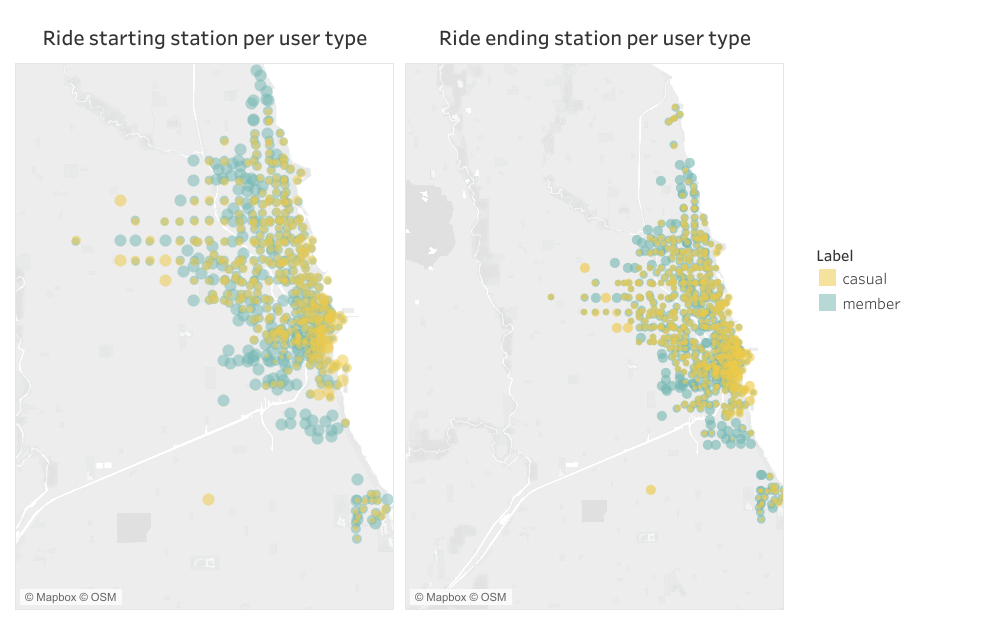 Ride starting station per user type
Ride ending station per user type
Label
casual
member
© Mapbox © OSM
© Mapbox © OSM